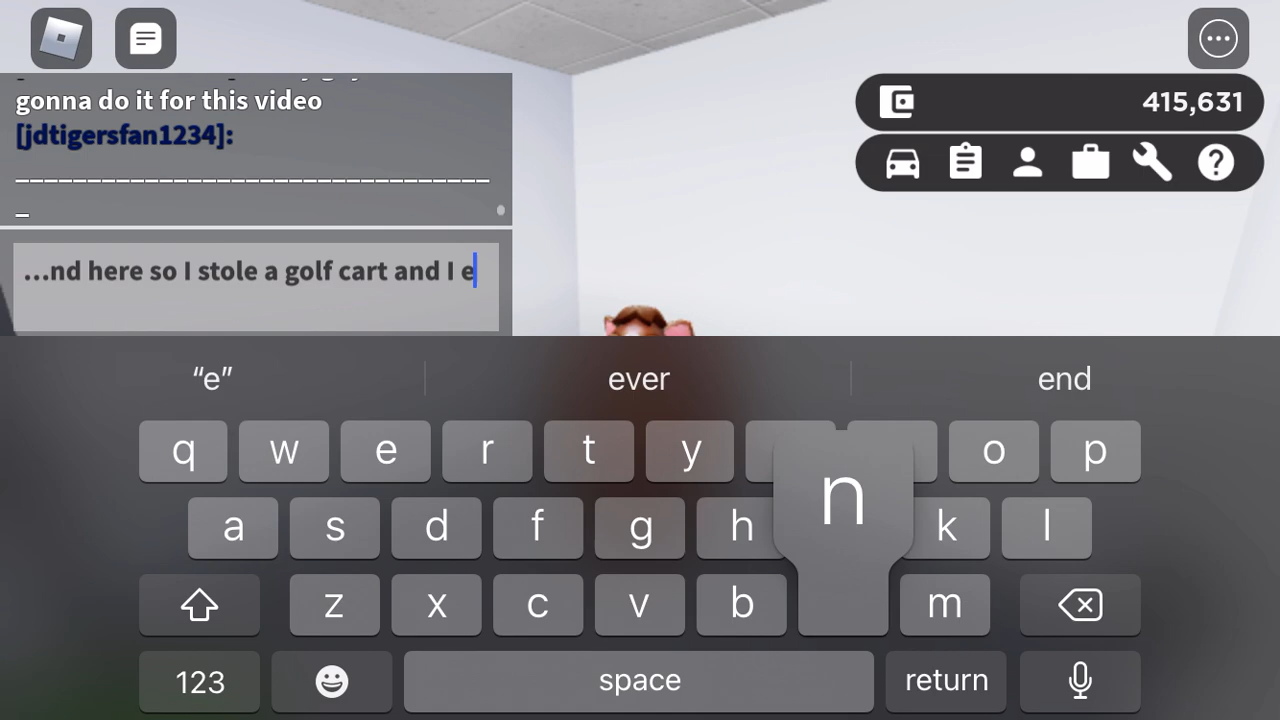 gonna do it for this video
[jdtigersfan1234]:
415,631
…nd here so I stole a golf cart and I e
“e” ever end
q w e r t y o p
a s d f g h k l
n
z x c v b m
123 space return